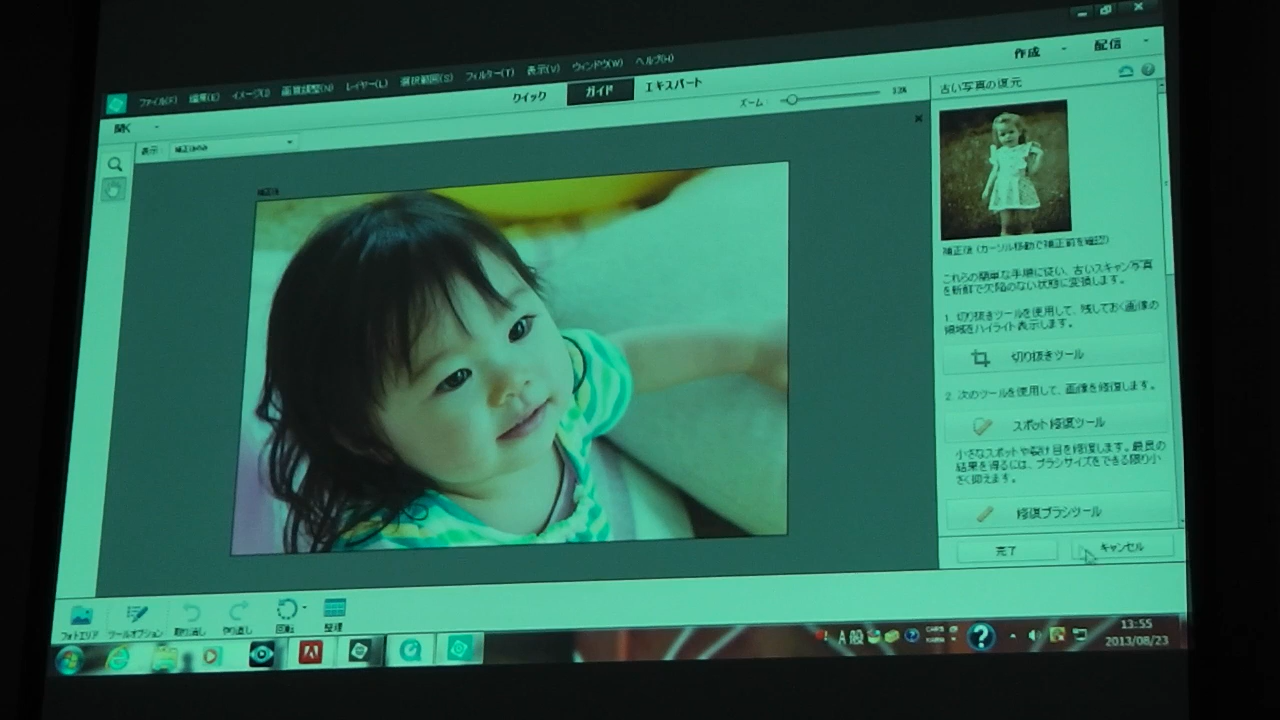 ファイル(F) 編集(E) イメージ(I) 画質調整(N) レイヤー(L) 選択範囲(S) フィルター(T) 表示(V) ウィンドウ(W) ヘルプ(H)
開く
クイック ガイド エキスパート
作成 配信
表示: 補正後のみ
ズーム: 33%
補正後
古い写真の復元
補正後 (カーソル移動で補正前を確認)
これらの簡単な手順に従い、古いスキャン写真
を新鮮で欠陥のない状態に変換します。
1. 切り抜きツールを使用して、残しておく画像の
領域をハイライト表示します。
切り抜きツール
2. 次のツールを使用して、画像を修復します。
スポット修復ツール
小さなスポットや裂け目を修復します。最良の
結果を得るには、ブラシサイズをできる限り小
さく抑えます。
修復ブラシツール
完了 キャンセル
フォトエリア ツールオプション 取り消し やり直し 回転 整理
A 般
CAPS
KANA
13:55
2013/08/23